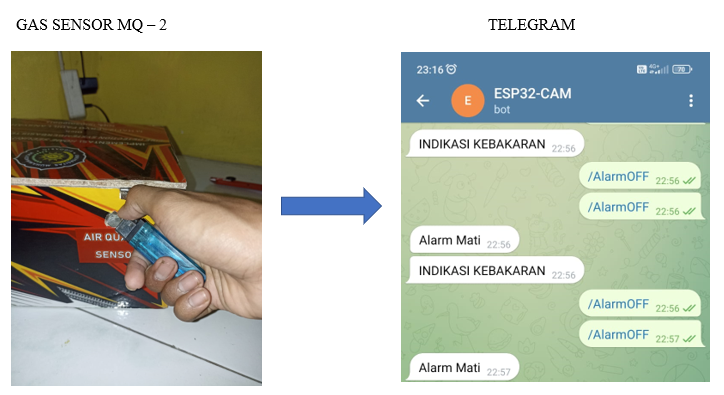 GAS SENSOR MQ – 2
TELEGRAM
AIR QU
SENSO
23:16
4G+
70
E
ESP32-CAM
bot
INDIKASI KEBAKARAN 22:56
/AlarmOFF 22:56
/AlarmOFF 22:56
Alarm Mati 22:56
INDIKASI KEBAKARAN 22:56
/AlarmOFF 22:56
/AlarmOFF 22:57
Alarm Mati 22:57